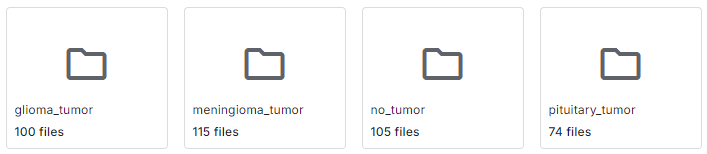 glioma_tumor
100 files
meningioma_tumor
115 files
no_tumor
105 files
pituitary_tumor
74 files